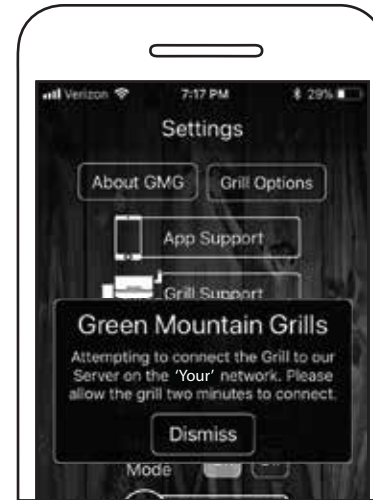 Verizon 7:17 PM 29%
Settings
About GMG Grill Options
App Support
Grill Support
Green Mountain Grills
Attempting to connect the Grill to our
Server on the 'Your' network. Please
allow the grill two minutes to connect.
Dismiss
Mode